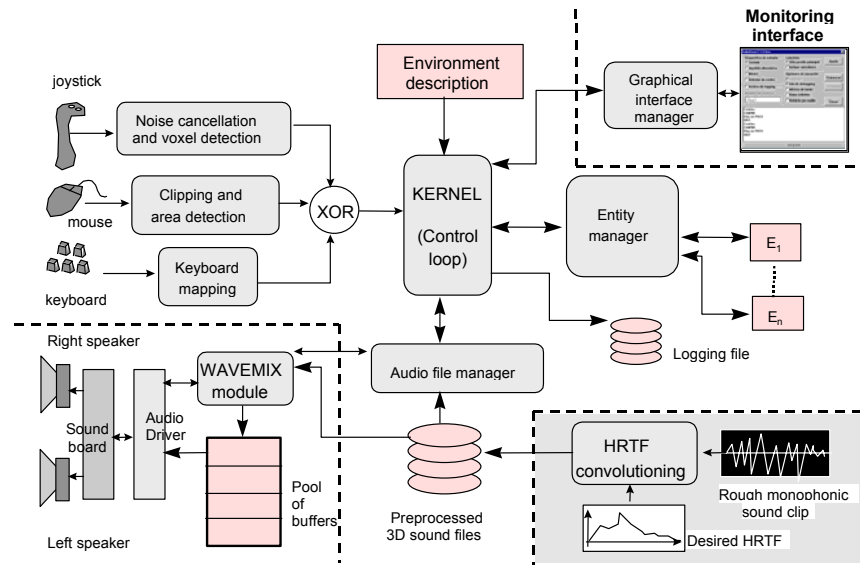 Monitoring
interface
joystick
Environment
description
Graphical
interface
manager
Noise cancellation
and voxel detection
KERNEL
(Control
loop)
mouse
Clipping and
area detection
XOR
Entity
manager
E1
keyboard
Keyboard
mapping
En
Logging file
Right speaker
WAVEMIX
module
Audio file manager
Sound
board
Audio
Driver
HRTF
convolutioning
Pool
of
buffers
Rough monophonic
sound clip
Left speaker
Preprocessed
3D sound files
Desired HRTF